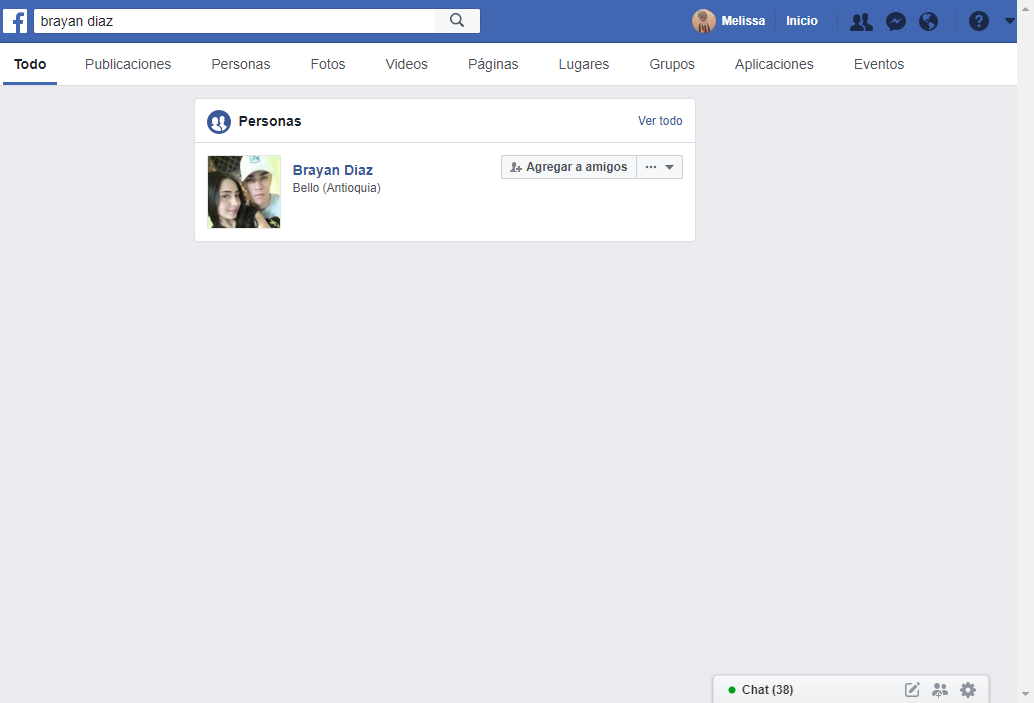 f brayan diaz Melissa Inicio ?
Todo Publicaciones Personas Fotos Videos Páginas Lugares Grupos Aplicaciones Eventos
Personas Ver todo
Brayan Diaz Agregar a amigos ...
Bello (Antioquia)
Chat (38)